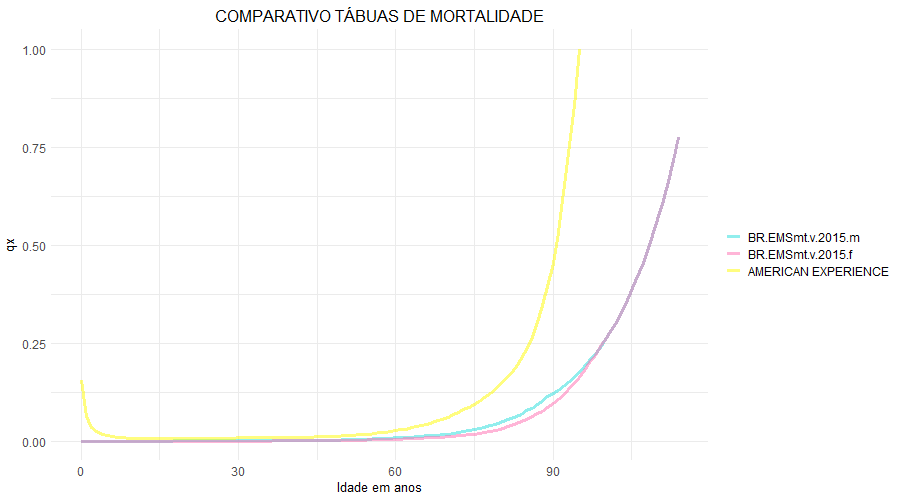 COMPARATIVO TÁBUAS DE MORTALIDADE
1.00
0.75
0.50
0.25
0.00
qx
0 30 60 90
Idade em anos
BR.EMSmt.v.2015.m
BR.EMSmt.v.2015.f
AMERICAN EXPERIENCE